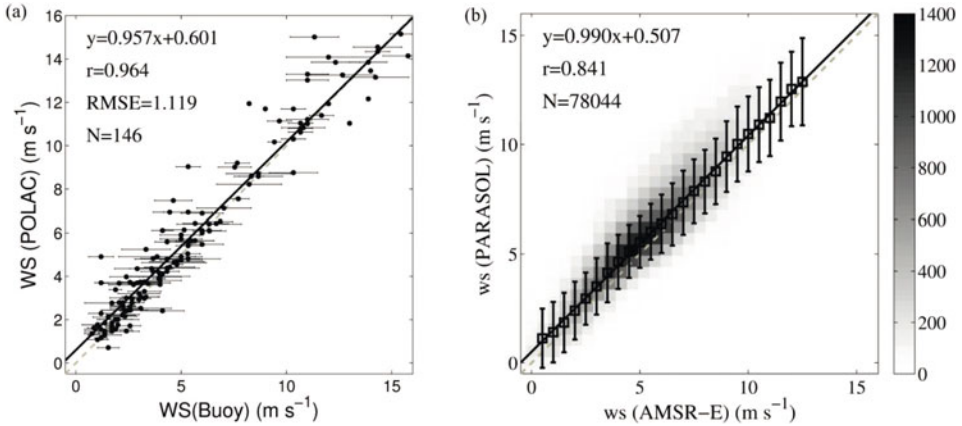 (a)
y=0.957x+0.601
r=0.964
RMSE=1.119
N=146
WS (POLAC) (m s⁻¹)
16
14
12
10
8
6
4
2
0
0 5 10 15
WS(Buoy) (m s⁻¹)
(b)
y=0.990x+0.507
r=0.841
N=78044
ws (PARASOL) (m s⁻¹)
15
10
5
0
0 5 10 15
ws (AMSR−E) (m s⁻¹)
1400
1200
1000
800
600
400
200
0